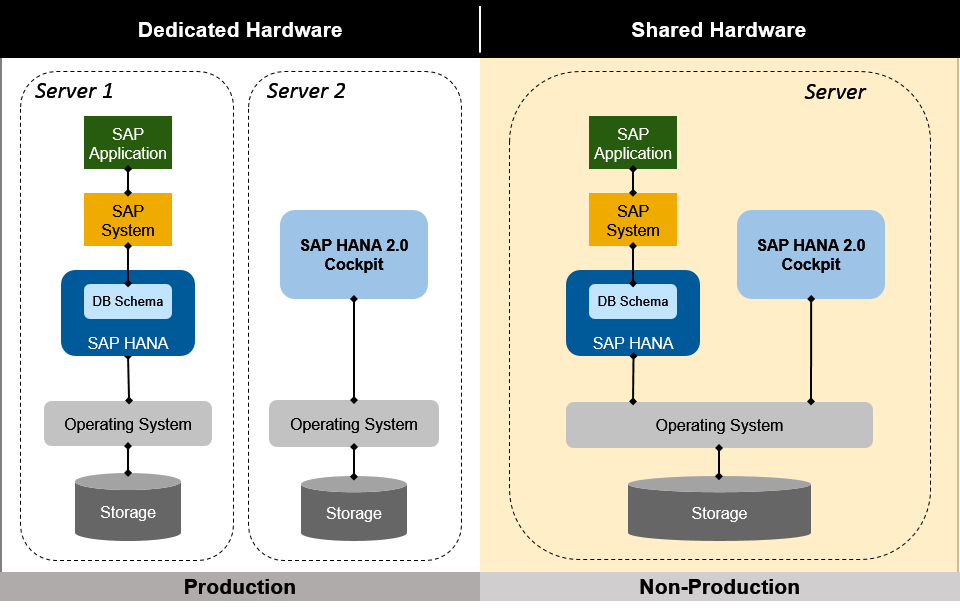 Dedicated Hardware
Shared Hardware
Server 1
SAP
Application
SAP
System
DB Schema
SAP HANA
Operating System
Storage
Server 2
SAP HANA 2.0
Cockpit
Operating System
Storage
Server
SAP
Application
SAP
System
DB Schema
SAP HANA
SAP HANA 2.0
Cockpit
Operating System
Storage
Production
Non-Production